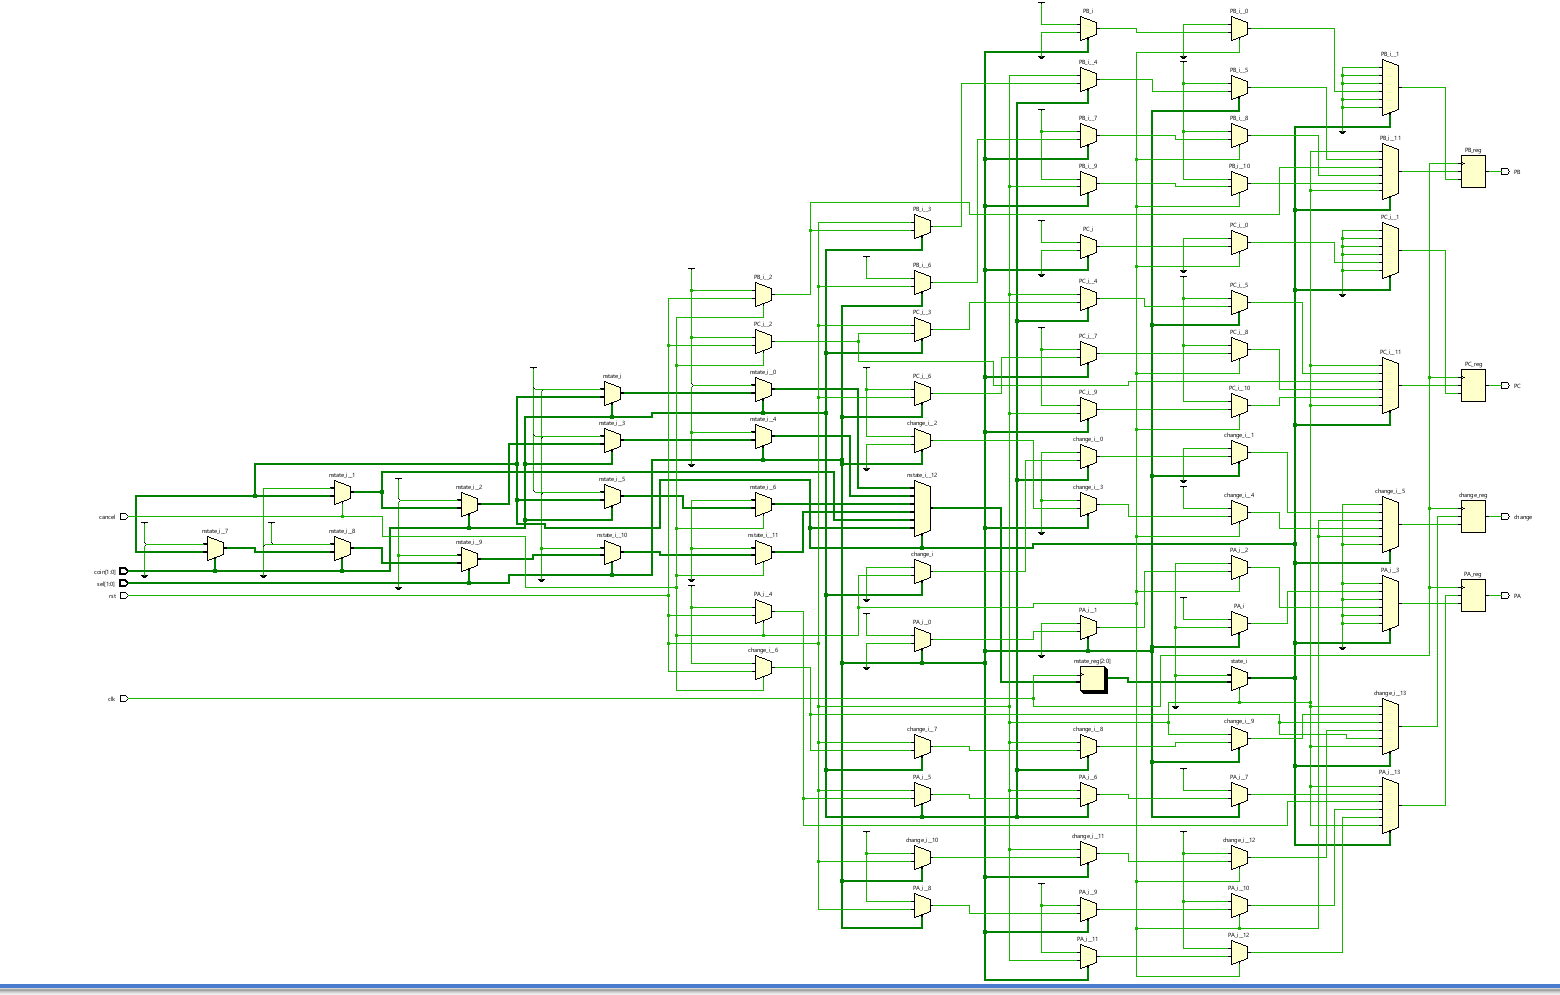 PB_i
PB_i__0
PB_i__1
PB_i__4
PB_i__5
PB_i__7
PB_i__8
PB_i__11
PB_reg
PB
PB_i__9
PB_i__10
PB_i__3
PC_i
PC_i__0
PC_i__1
PB_i__2
PB_i__6
PC_i__4
PC_i__5
PC_i__2
PC_i__3
PC_i__7
PC_i__8
PC_i__11
PC_reg
PC
nstate_i
nstate_i__0
PC_i__6
PC_i__9
PC_i__10
nstate_i__3
nstate_i__4
change_i__2
change_i__0
change_i__1
nstate_i__1
nstate_i__2
nstate_i__5
nstate_i__6
nstate_i__12
change_i__3
change_i__4
change_i__5
change_reg
change
cancel
nstate_i__7
nstate_i__8
nstate_i__9
nstate_i__10
nstate_i__11
change_i
PA_i__2
coin[1:0]
sel[1:0]
rst
PA_i__4
PA_i__0
PA_i__1
PA_i
PA_i__3
PA_reg
PA
change_i__6
nstate_reg[2:0]
state_i
clk
change_i__13
change_i__7
change_i__8
change_i__9
PA_i__5
PA_i__6
PA_i__7
PA_i__13
change_i__10
change_i__11
change_i__12
PA_i__8
PA_i__9
PA_i__10
PA_i__11
PA_i__12